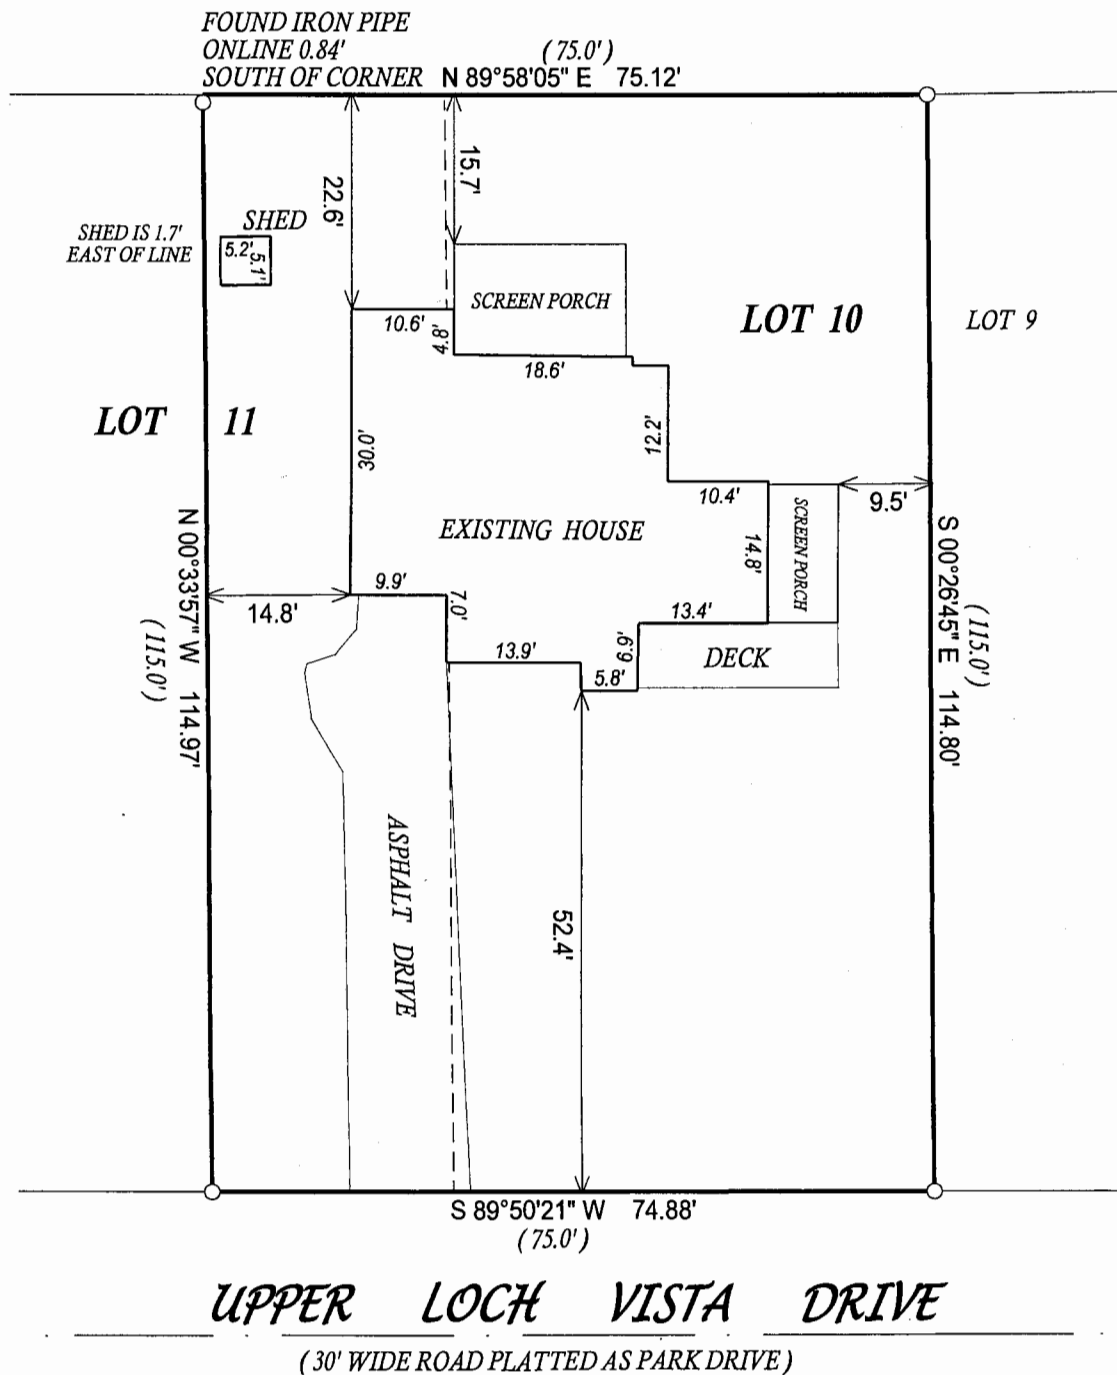 FOUND IRON PIPE
ONLINE 0.84'
SOUTH OF CORNER
(75.0')
N 89°58'05" E 75.12'
22.6'
15.7'
SHED
SHED IS 1.7'
EAST OF LINE
5.2'
5.1'
SCREEN PORCH
10.6'
4.8'
18.6'
LOT 10
LOT 9
LOT 11
30.0'
12.2'
10.4'
9.5'
EXISTING HOUSE
14.8'
SCREEN PORCH
N 00°33'57" W 114.97'
(115.0')
S 00°26'45" E 114.80'
(115.0')
14.8'
9.9'
7.0'
13.4'
13.9'
5.8'
6.9'
DECK
ASPHALT DRIVE
52.4'
S 89°50'21" W 74.88'
(75.0')
UPPER LOCH VISTA DRIVE
(30' WIDE ROAD PLATTED AS PARK DRIVE)